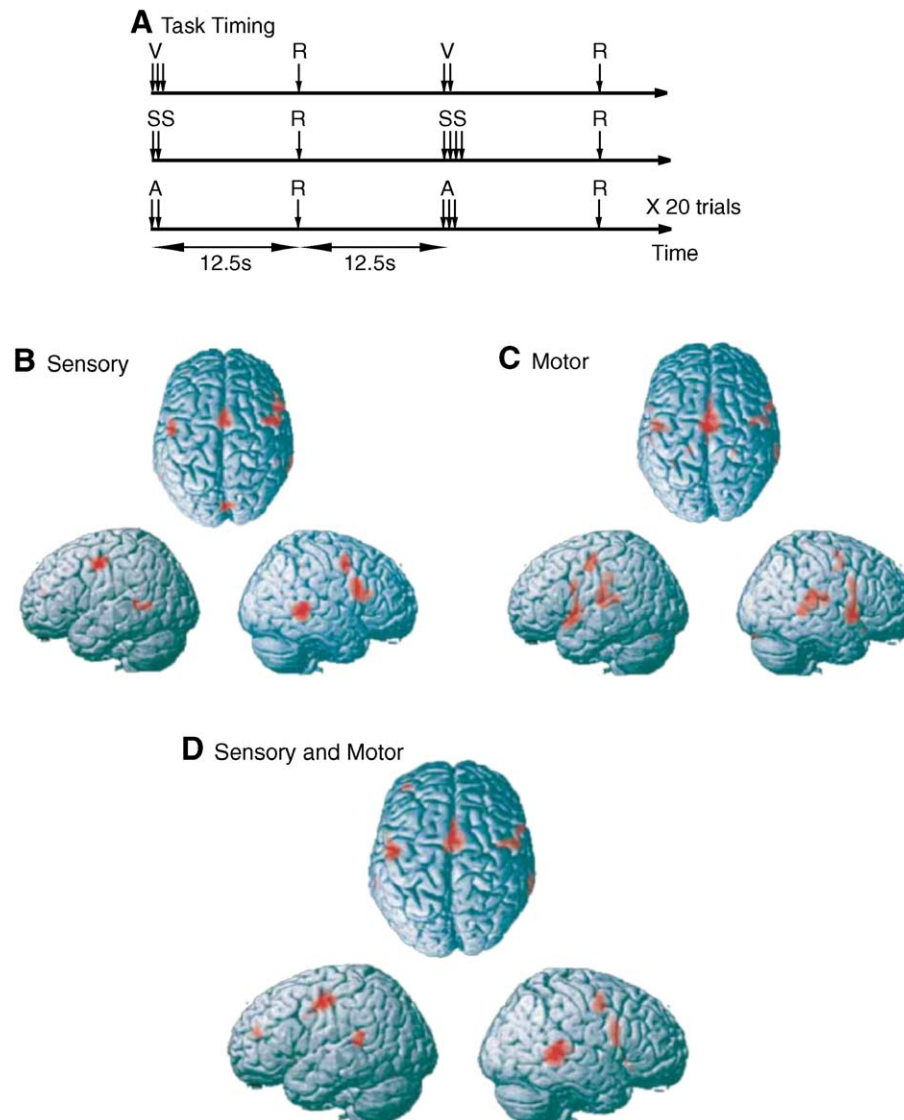 A Task Timing
V R V R
SS R SS R
A R A R
X 20 trials
12.5s 12.5s
Time
B Sensory
C Motor
D Sensory and Motor